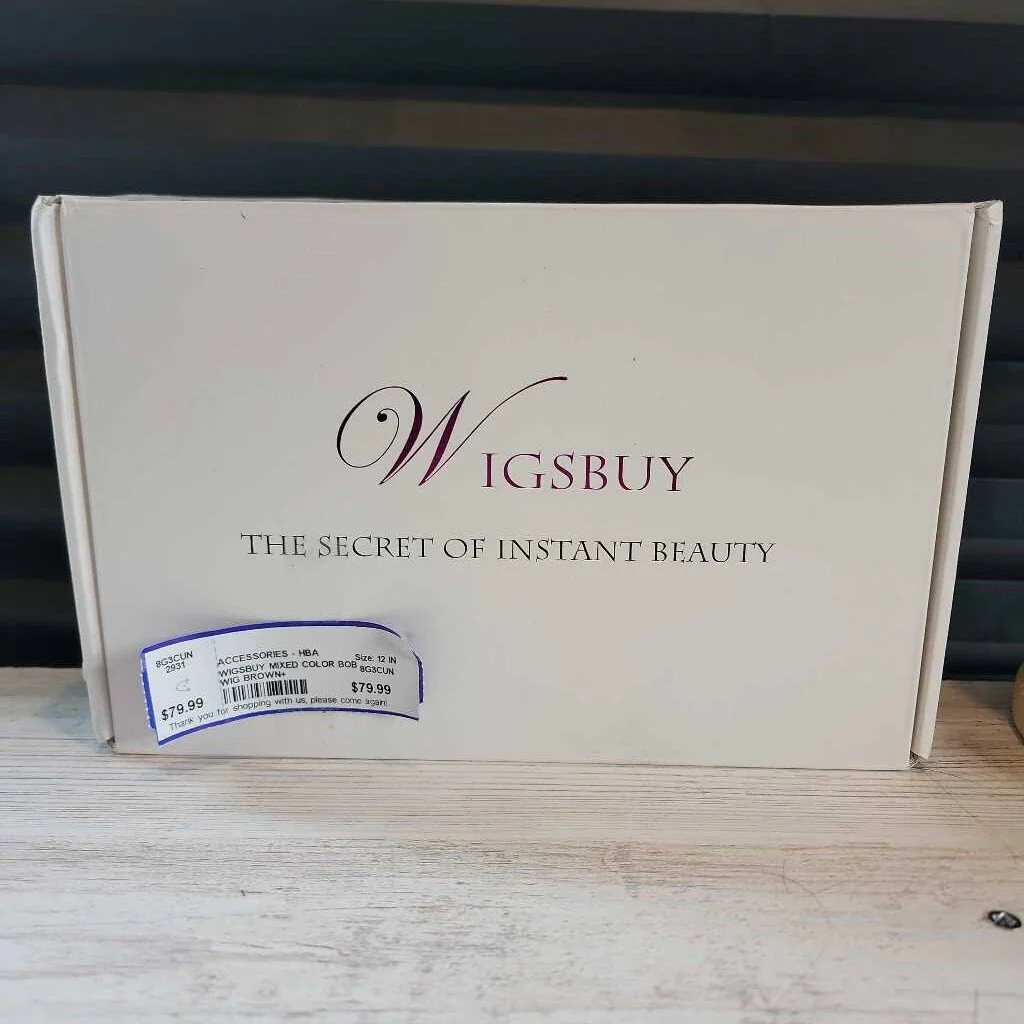 WIGSBUY
THE SECRET OF INSTANT BEAUTY
8G3CUN
2931
$79.99
ACCESSORIES - HBA
Size: 12 IN
WIGSBUY MIXED COLOR BOB
8G3CUN
WIG BROWN+
$79.99
Thank you for shopping with us, please come again!